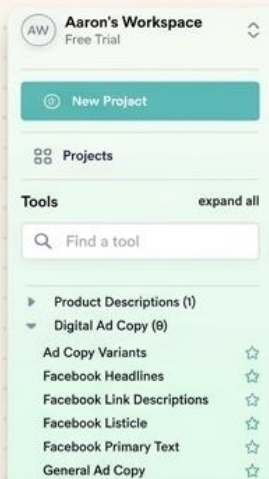 AW
Aaron's Workspace
Free Trial
New Project
Projects
Tools expand all
Find a tool
Product Descriptions (1)
Digital Ad Copy (8)
Ad Copy Variants
Facebook Headlines
Facebook Link Descriptions
Facebook Listicle
Facebook Primary Text
General Ad Copy